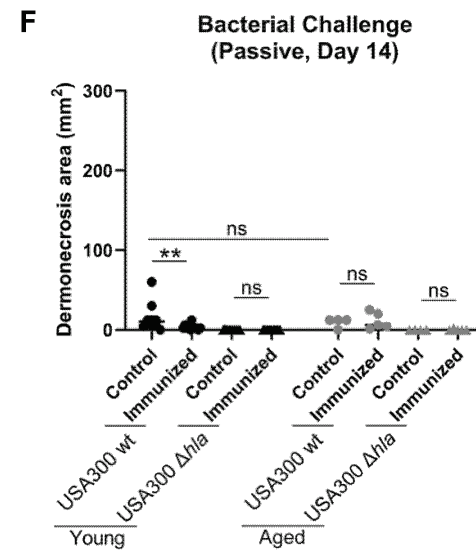 F
Bacterial Challenge
(Passive, Day 14)
Dermonecrosis area (mm²)
300
200
100
0
ns
**
ns
ns
ns
Control
Immunized
Control
Immunized
Control
Immunized
Control
Immunized
USA300 wt
USA300 Δhla
USA300 wt
USA300 Δhla
Young
Aged